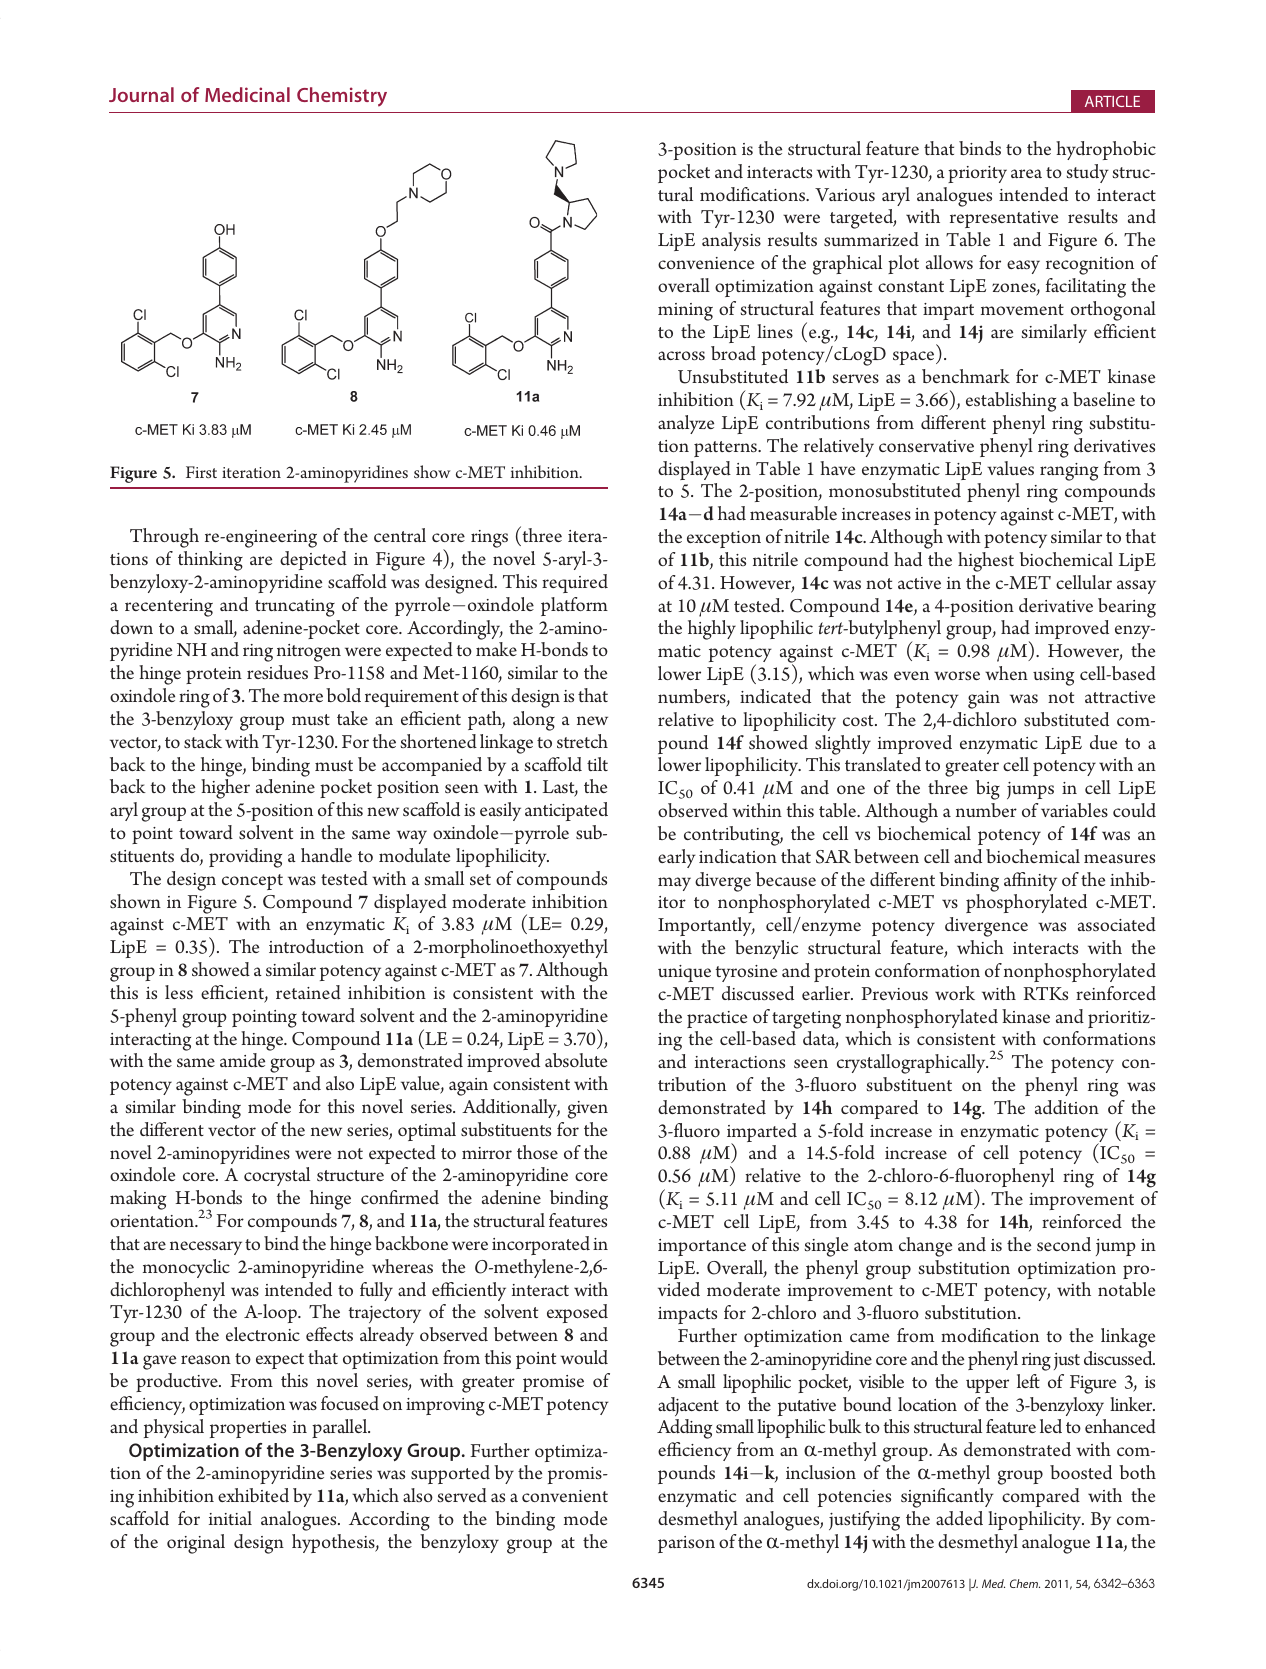 Journal of Medicinal Chemistry
ARTICLE
OH
Cl
O
N
NH2
Cl
7
c-MET Ki 3.83 μM
O
N
O
Cl
O
N
NH2
Cl
8
c-MET Ki 2.45 μM
N
O
N
Cl
O
N
NH2
Cl
11a
c-MET Ki 0.46 μM
Figure 5. First iteration 2-aminopyridines show c-MET inhibition.
Through re-engineering of the central core rings (three itera-
tions of thinking are depicted in Figure 4), the novel 5-aryl-3-
benzyloxy-2-aminopyridine scaffold was designed. This required
a recentering and truncating of the pyrrole−oxindole platform
down to a small, adenine-pocket core. Accordingly, the 2-amino-
pyridine NH and ring nitrogen were expected to make H-bonds to
the hinge protein residues Pro-1158 and Met-1160, similar to the
oxindole ring of 3. The more bold requirement of this design is that
the 3-benzyloxy group must take an efficient path, along a new
vector, to stack with Tyr-1230. For the shortened linkage to stretch
back to the hinge, binding must be accompanied by a scaffold tilt
back to the higher adenine pocket position seen with 1. Last, the
aryl group at the 5-position of this new scaffold is easily anticipated
to point toward solvent in the same way oxindole−pyrrole sub-
stituents do, providing a handle to modulate lipophilicity.
The design concept was tested with a small set of compounds
shown in Figure 5. Compound 7 displayed moderate inhibition
against c-MET with an enzymatic Ki of 3.83 μM (LE= 0.29,
LipE = 0.35). The introduction of a 2-morpholinoethoxyethyl
group in 8 showed a similar potency against c-MET as 7. Although
this is less efficient, retained inhibition is consistent with the
5-phenyl group pointing toward solvent and the 2-aminopyridine
interacting at the hinge. Compound 11a (LE = 0.24, LipE = 3.70),
with the same amide group as 3, demonstrated improved absolute
potency against c-MET and also LipE value, again consistent with
a similar binding mode for this novel series. Additionally, given
the different vector of the new series, optimal substituents for the
novel 2-aminopyridines were not expected to mirror those of the
oxindole core. A cocrystal structure of the 2-aminopyridine core
making H-bonds to the hinge confirmed the adenine binding
orientation.23 For compounds 7, 8, and 11a, the structural features
that are necessary to bind the hinge backbone were incorporated in
the monocyclic 2-aminopyridine whereas the O-methylene-2,6-
dichlorophenyl was intended to fully and efficiently interact with
Tyr-1230 of the A-loop. The trajectory of the solvent exposed
group and the electronic effects already observed between 8 and
11a gave reason to expect that optimization from this point would
be productive. From this novel series, with greater promise of
efficiency, optimization was focused on improving c-MET potency
and physical properties in parallel.
Optimization of the 3-Benzyloxy Group. Further optimiza-
tion of the 2-aminopyridine series was supported by the promis-
ing inhibition exhibited by 11a, which also served as a convenient
scaffold for initial analogues. According to the binding mode
of the original design hypothesis, the benzyloxy group at the
3-position is the structural feature that binds to the hydrophobic
pocket and interacts with Tyr-1230, a priority area to study struc-
tural modifications. Various aryl analogues intended to interact
with Tyr-1230 were targeted, with representative results and
LipE analysis results summarized in Table 1 and Figure 6. The
convenience of the graphical plot allows for easy recognition of
overall optimization against constant LipE zones, facilitating the
mining of structural features that impart movement orthogonal
to the LipE lines (e.g., 14c, 14i, and 14j are similarly efficient
across broad potency/cLogD space).
Unsubstituted 11b serves as a benchmark for c-MET kinase
inhibition (Ki = 7.92 μM, LipE = 3.66), establishing a baseline to
analyze LipE contributions from different phenyl ring substitu-
tion patterns. The relatively conservative phenyl ring derivatives
displayed in Table 1 have enzymatic LipE values ranging from 3
to 5. The 2-position, monosubstituted phenyl ring compounds
14a−d had measurable increases in potency against c-MET, with
the exception of nitrile 14c. Although with potency similar to that
of 11b, this nitrile compound had the highest biochemical LipE
of 4.31. However, 14c was not active in the c-MET cellular assay
at 10 μM tested. Compound 14e, a 4-position derivative bearing
the highly lipophilic tert-butylphenyl group, had improved enzy-
matic potency against c-MET (Ki = 0.98 μM). However, the
lower LipE (3.15), which was even worse when using cell-based
numbers, indicated that the potency gain was not attractive
relative to lipophilicity cost. The 2,4-dichloro substituted com-
pound 14f showed slightly improved enzymatic LipE due to a
lower lipophilicity. This translated to greater cell potency with an
IC50 of 0.41 μM and one of the three big jumps in cell LipE
observed within this table. Although a number of variables could
be contributing, the cell vs biochemical potency of 14f was an
early indication that SAR between cell and biochemical measures
may diverge because of the different binding affinity of the inhib-
itor to nonphosphorylated c-MET vs phosphorylated c-MET.
Importantly, cell/enzyme potency divergence was associated
with the benzylic structural feature, which interacts with the
unique tyrosine and protein conformation of nonphosphorylated
c-MET discussed earlier. Previous work with RTKs reinforced
the practice of targeting nonphosphorylated kinase and prioritiz-
ing the cell-based data, which is consistent with conformations
and interactions seen crystallographically.25 The potency con-
tribution of the 3-fluoro substituent on the phenyl ring was
demonstrated by 14h compared to 14g. The addition of the
3-fluoro imparted a 5-fold increase in enzymatic potency (Ki =
0.88 μM) and a 14.5-fold increase of cell potency (IC50 =
0.56 μM) relative to the 2-chloro-6-fluorophenyl ring of 14g
(Ki = 5.11 μM and cell IC50 = 8.12 μM). The improvement of
c-MET cell LipE, from 3.45 to 4.38 for 14h, reinforced the
importance of this single atom change and is the second jump in
LipE. Overall, the phenyl group substitution optimization pro-
vided moderate improvement to c-MET potency, with notable
impacts for 2-chloro and 3-fluoro substitution.
Further optimization came from modification to the linkage
between the 2-aminopyridine core and the phenyl ring just discussed.
A small lipophilic pocket, visible to the upper left of Figure 3, is
adjacent to the putative bound location of the 3-benzyloxy linker.
Adding small lipophilic bulk to this structural feature led to enhanced
efficiency from an α-methyl group. As demonstrated with com-
pounds 14i−k, inclusion of the α-methyl group boosted both
enzymatic and cell potencies significantly compared with the
desmethyl analogues, justifying the added lipophilicity. By com-
parison of the α-methyl 14j with the desmethyl analogue 11a, the
6345
dx.doi.org/10.1021/jm2007613 |J. Med. Chem. 2011, 54, 6342–6363